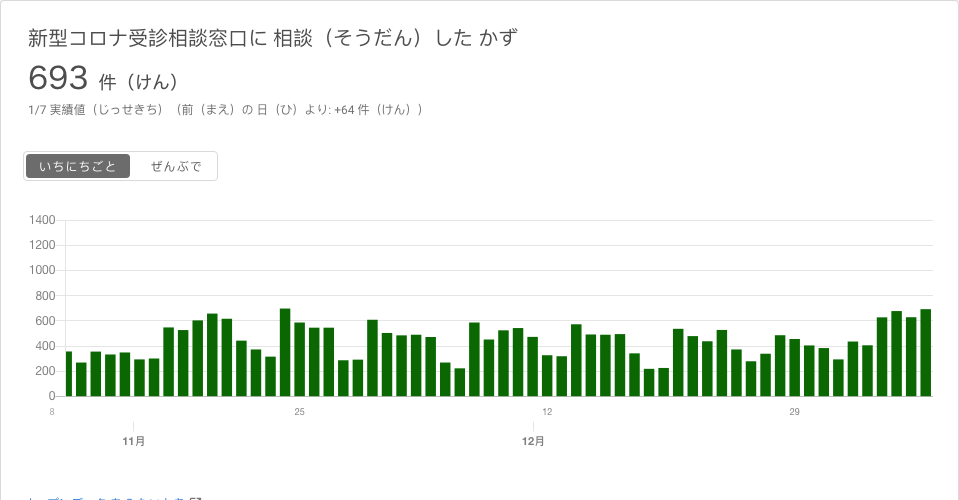 新型コロナ受診相談窓口に 相談（そうだん）した かず
693 件（けん）
1/7 実績値（じっせきち）（前（まえ）の 日（ひ）より: +64 件（けん））
いちにちごと ぜんぶで
1400
1200
1000
800
600
400
200
0
8 25 12 29
11月 12月